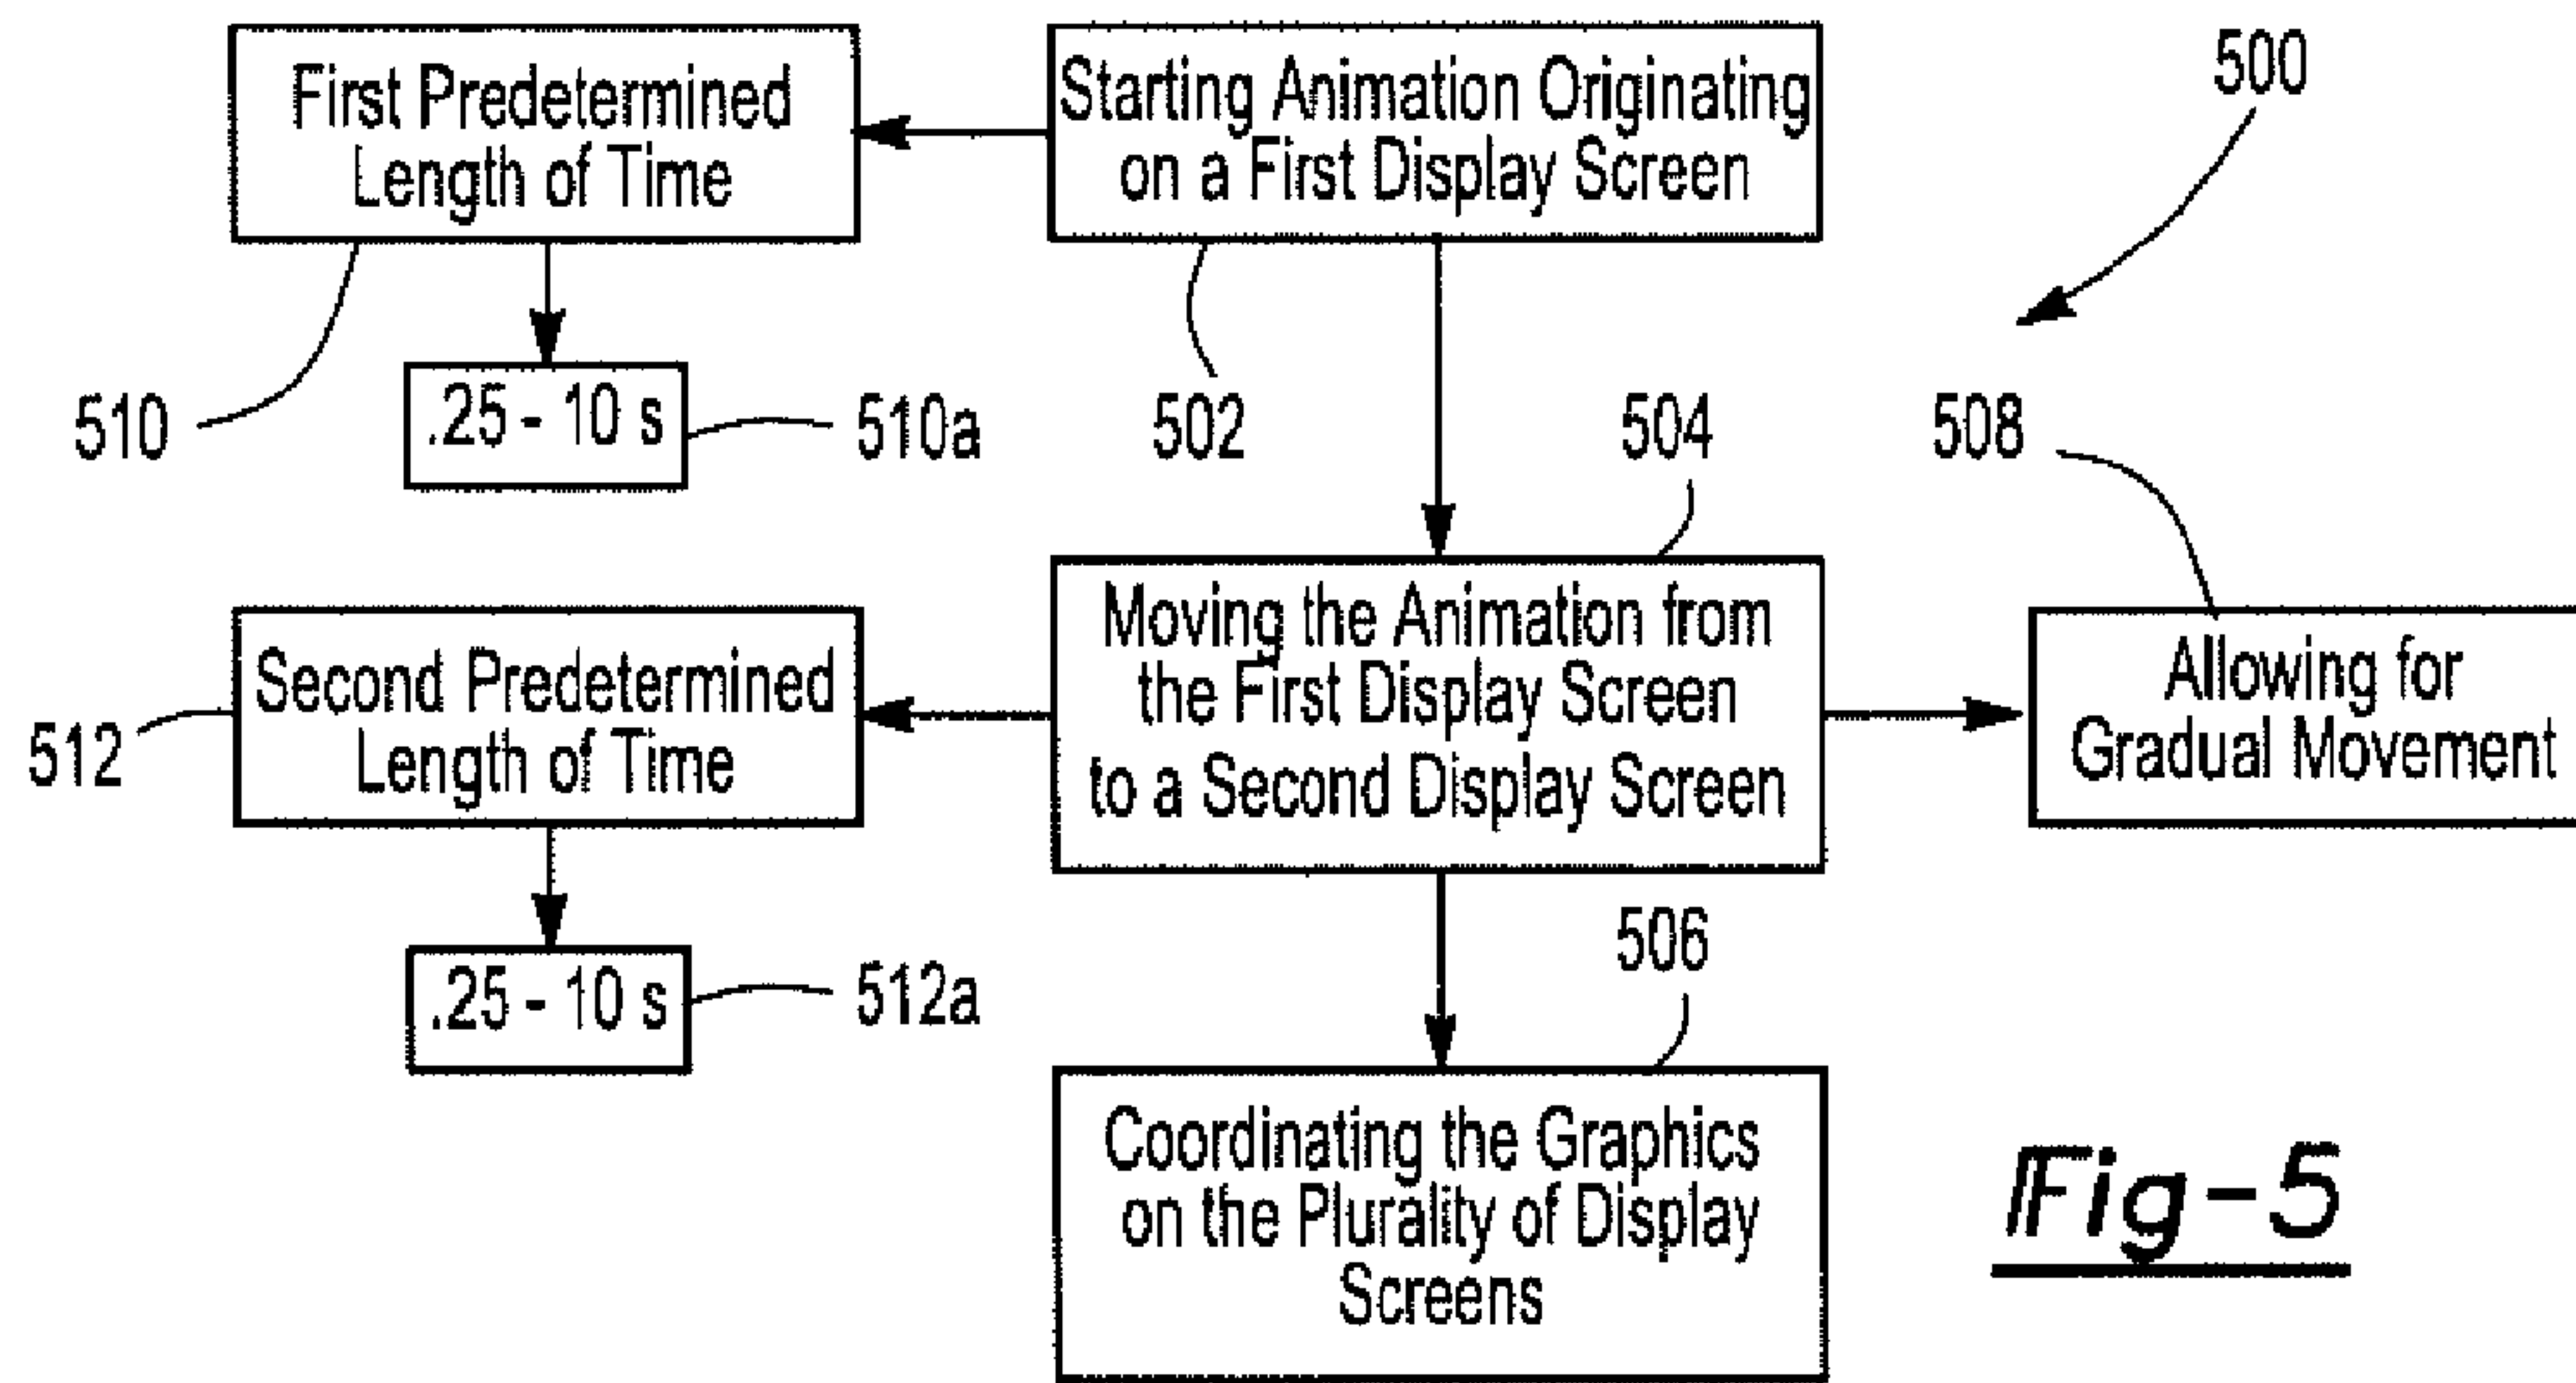 First Predetermined
Length of Time
Starting Animation Originating
on a First Display Screen
500
510
.25 - 10 s
510a
502
504
508
Second Predetermined
Length of Time
512
Moving the Animation from
the First Display Screen
to a Second Display Screen
Allowing for
Gradual Movement
.25 - 10 s
512a
506
Coordinating the Graphics
on the Plurality of Display
Screens
Fig-5